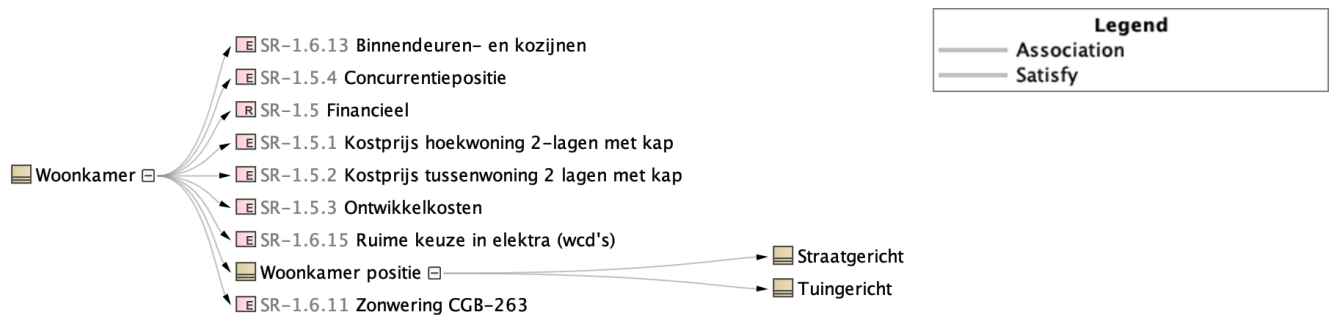 Legend
Association
Satisfy
E SR-1.6.13 Binnendeuren- en kozijnen
E SR-1.5.4 Concurrentiepositie
R SR-1.5 Financieel
E SR-1.5.1 Kostprijs hoekwoning 2-lagen met kap
Woonkamer
E SR-1.5.2 Kostprijs tussenwoning 2 lagen met kap
E SR-1.5.3 Ontwikkelkosten
E SR-1.6.15 Ruime keuze in elektra (wcd's)
Woonkamer positie
Straatgericht
Tuingericht
E SR-1.6.11 Zonwering CGB-263